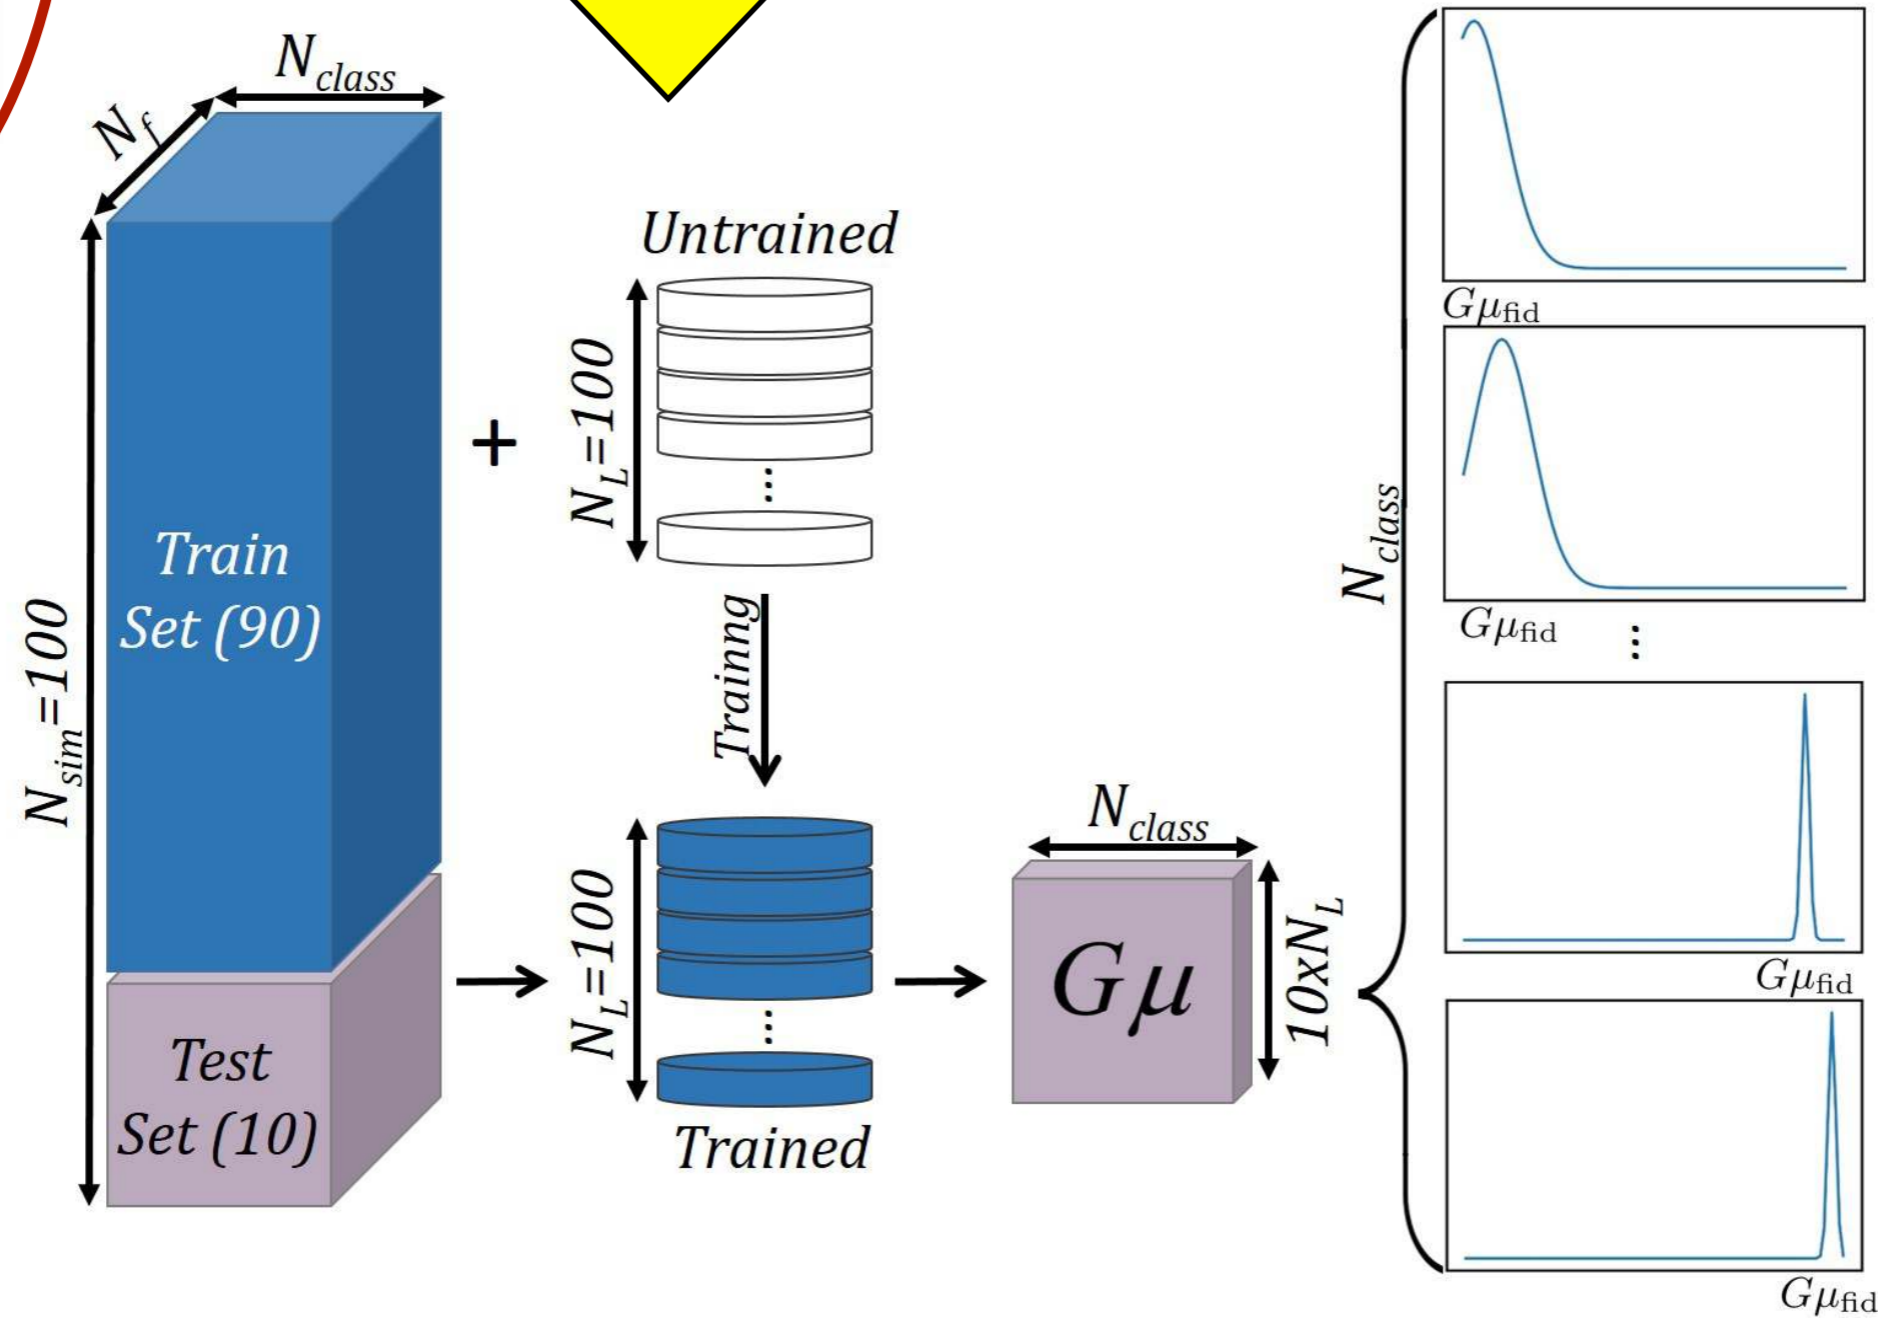 N_class
N_f
N_sim=100
Train
Set (90)
Test
Set (10)
+
Untrained
N_L=100
...
Trainng
N_L=100
...
Trained
N_class
Gμ
10xN_L
N_class
Gμ_fid
Gμ_fid
...
Gμ_fid
Gμ_fid